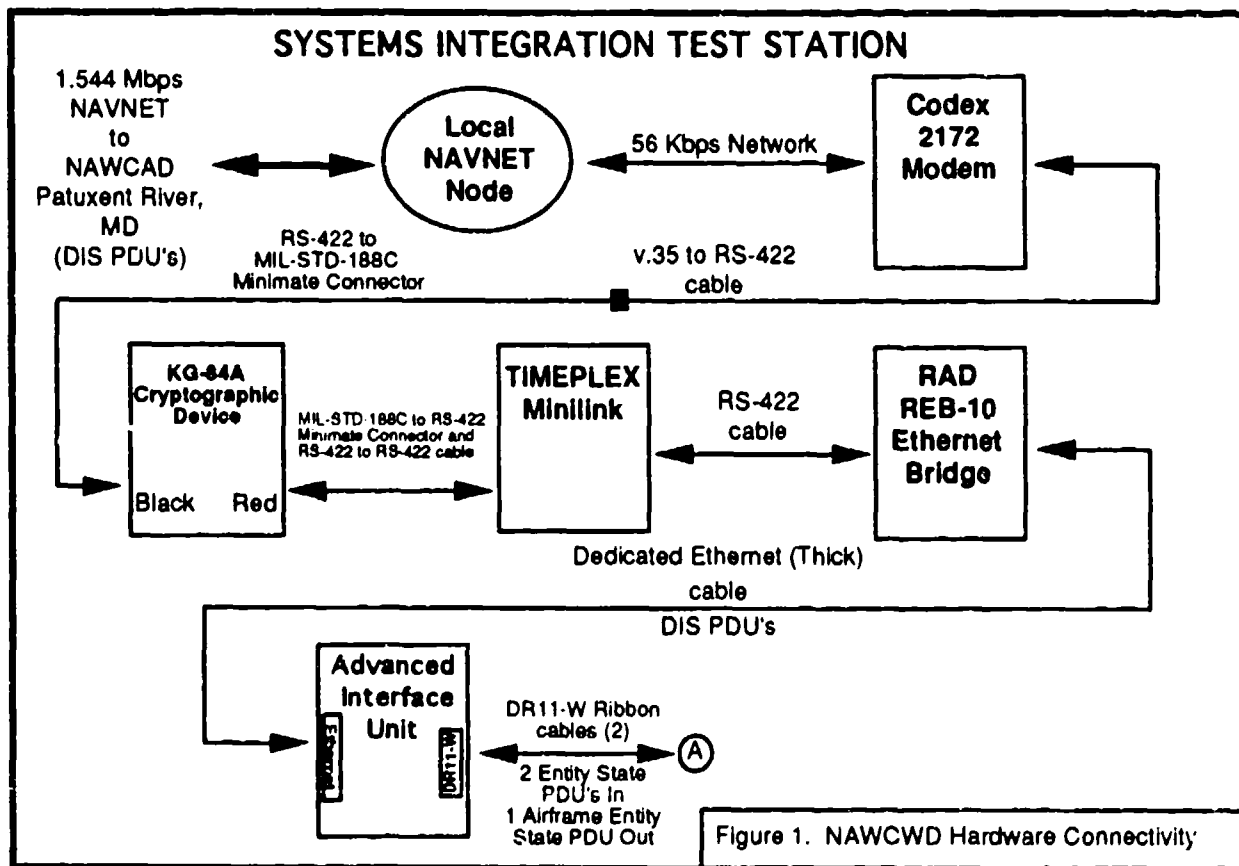 SYSTEMS INTEGRATION TEST STATION
1.544 Mbps
NAVNET
to
NAWCAD
Patuxent River,
MD
(DIS PDU's)
Local
NAVNET
Node
56 Kbps Network
Codex
2172
Modem
RS-422 to
MIL-STD-188C
Minimate Connector
v.35 to RS-422
cable
KG-84A
Cryptographic
Device
Black Red
MIL-STD-188C to RS-422
Minimate Connector and
RS-422 to RS-422 cable
TIMEPLEX
Minilink
RS-422
cable
RAD
REB-10
Ethernet
Bridge
Dedicated Ethernet (Thick)
cable
DIS PDU's
Advanced
Interface
Unit
Ethernet
DR11-W
DR11-W Ribbon
cables (2)
A
2 Entity State
PDU's In
1 Airframe Entity
State PDU Out
Figure 1. NAWCWD Hardware Connectivity